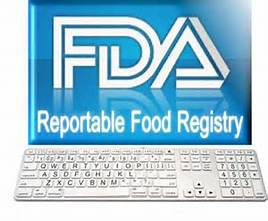 FDA
Reportable Food Registry
Q W E R T Y U I O P
A S D F G H J K L
Z X C V B N M